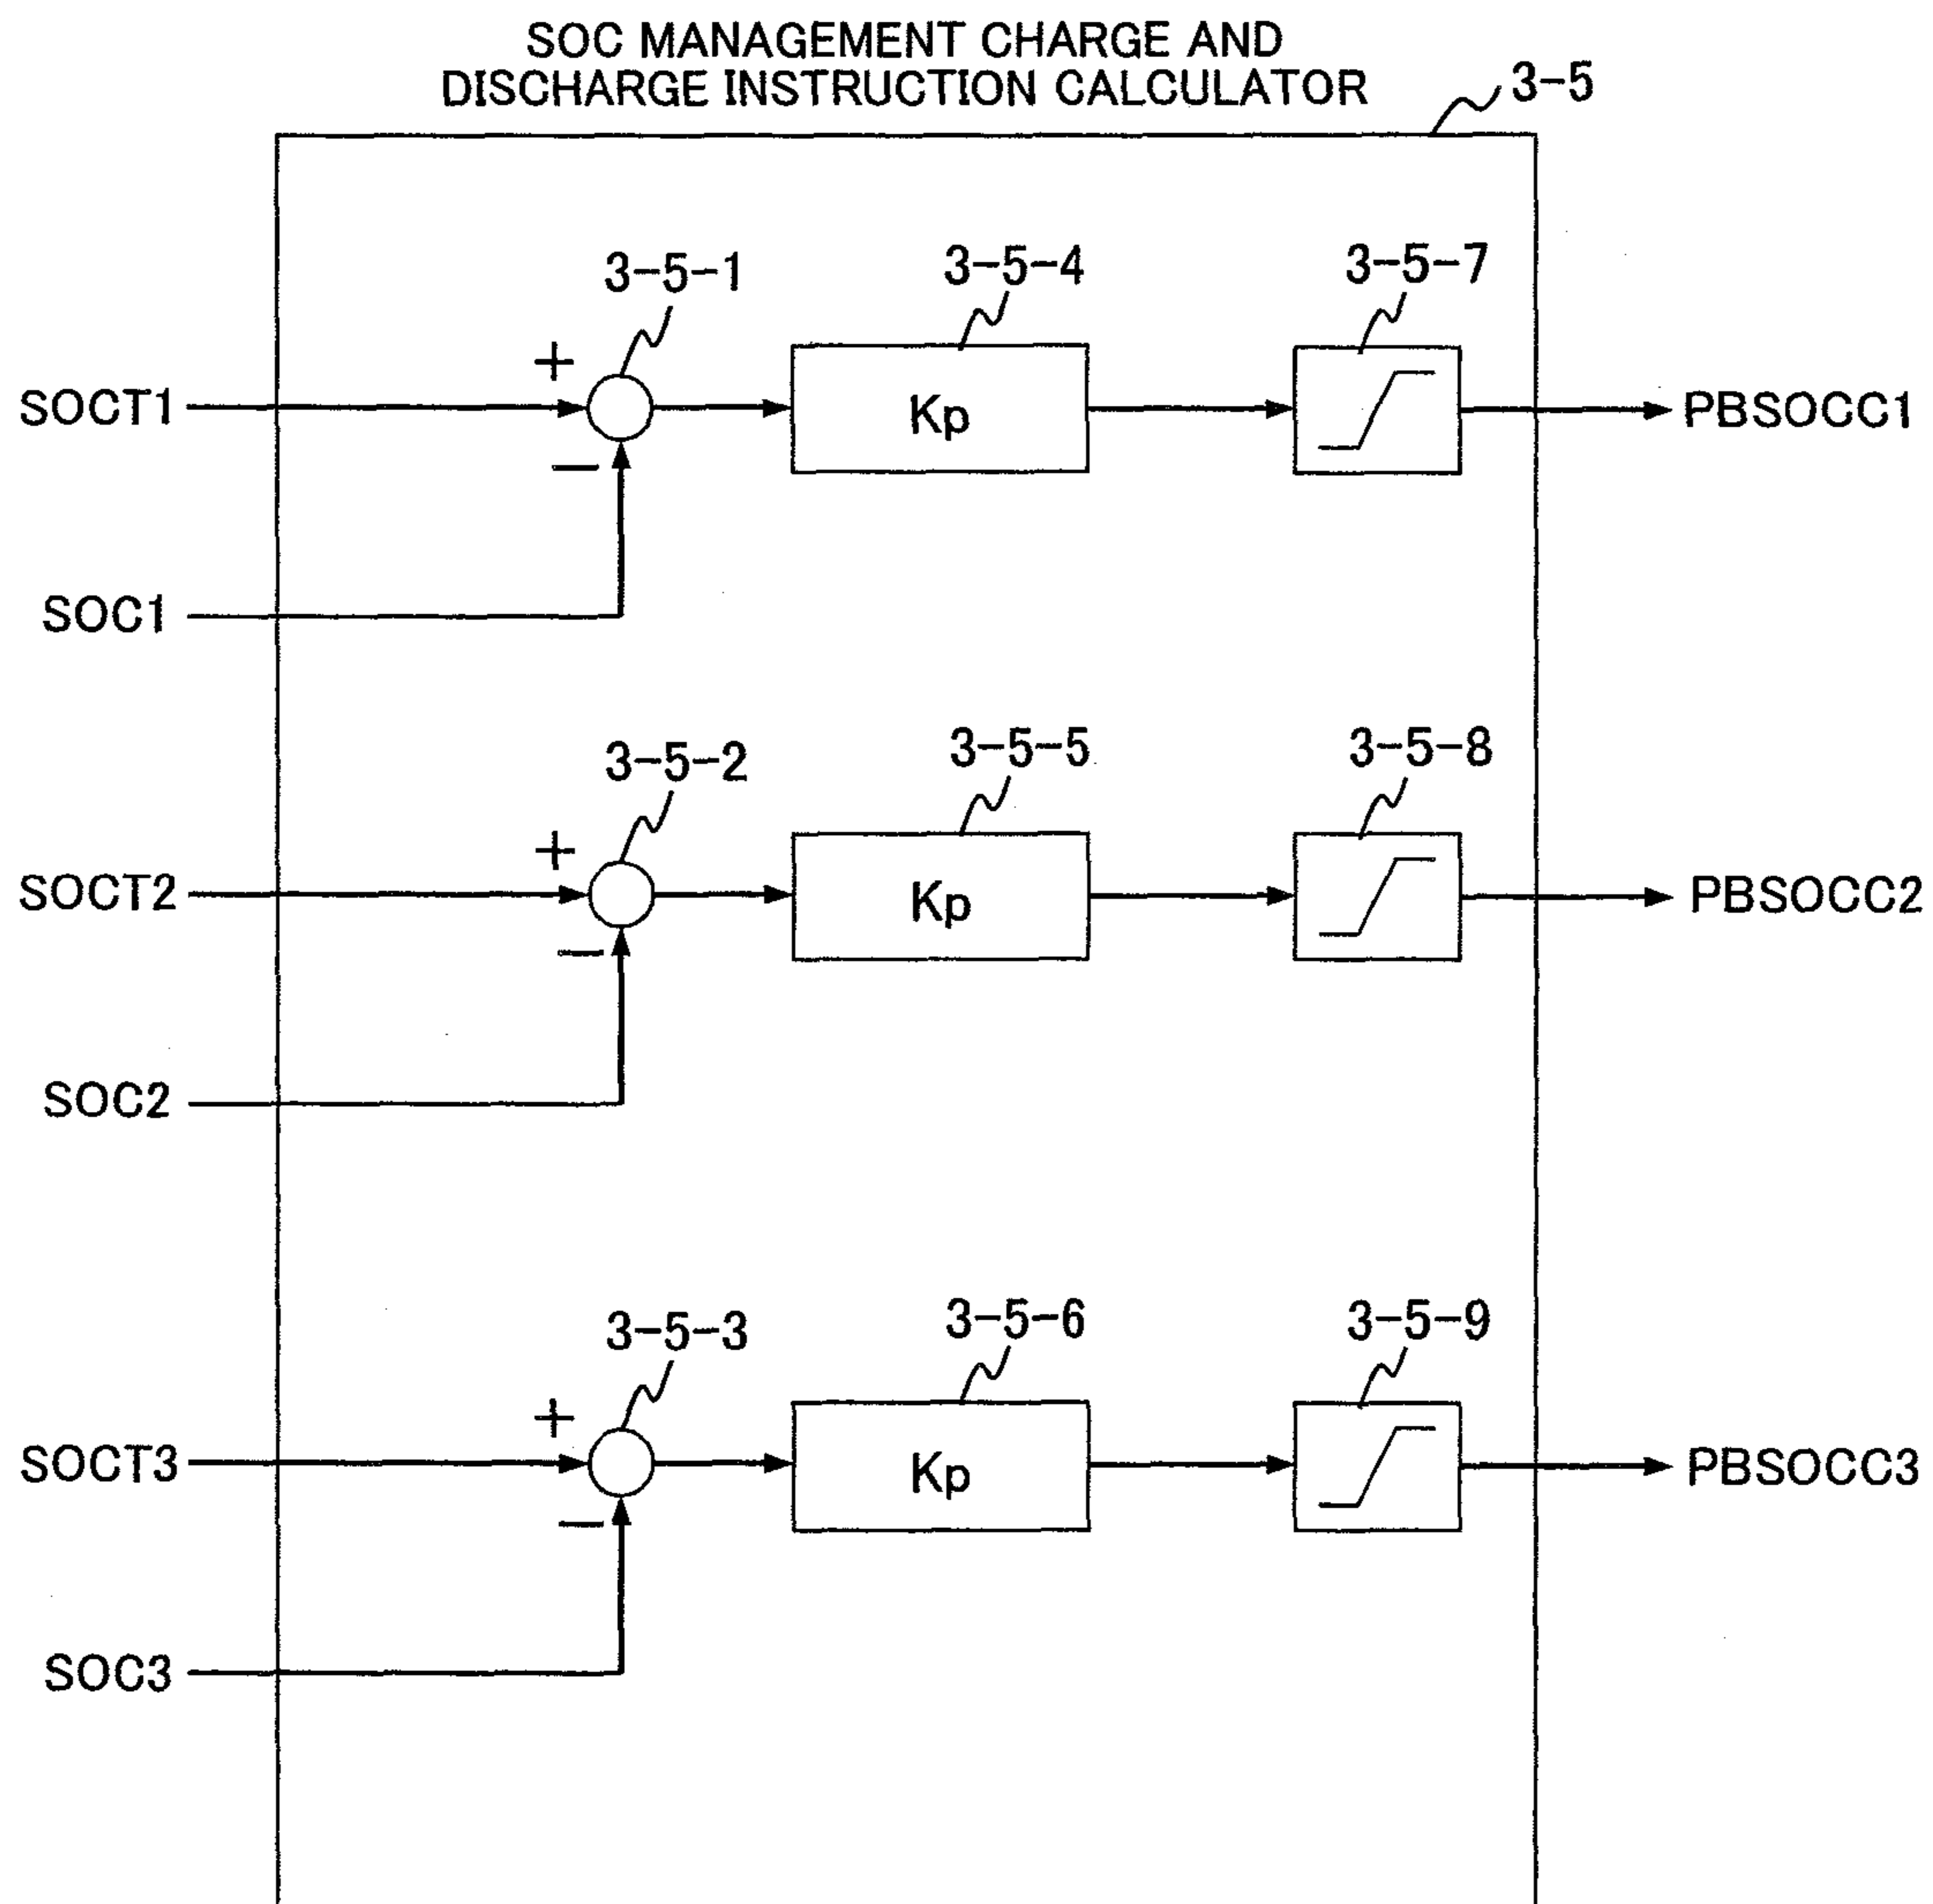 SOC MANAGEMENT CHARGE AND
DISCHARGE INSTRUCTION CALCULATOR
3-5
3-5-1
3-5-4
3-5-7
+
SOCT1
Kp
PBSOCC1
−
SOC1
3-5-2
3-5-5
3-5-8
+
SOCT2
Kp
PBSOCC2
−
SOC2
3-5-3
3-5-6
3-5-9
+
SOCT3
Kp
PBSOCC3
−
SOC3